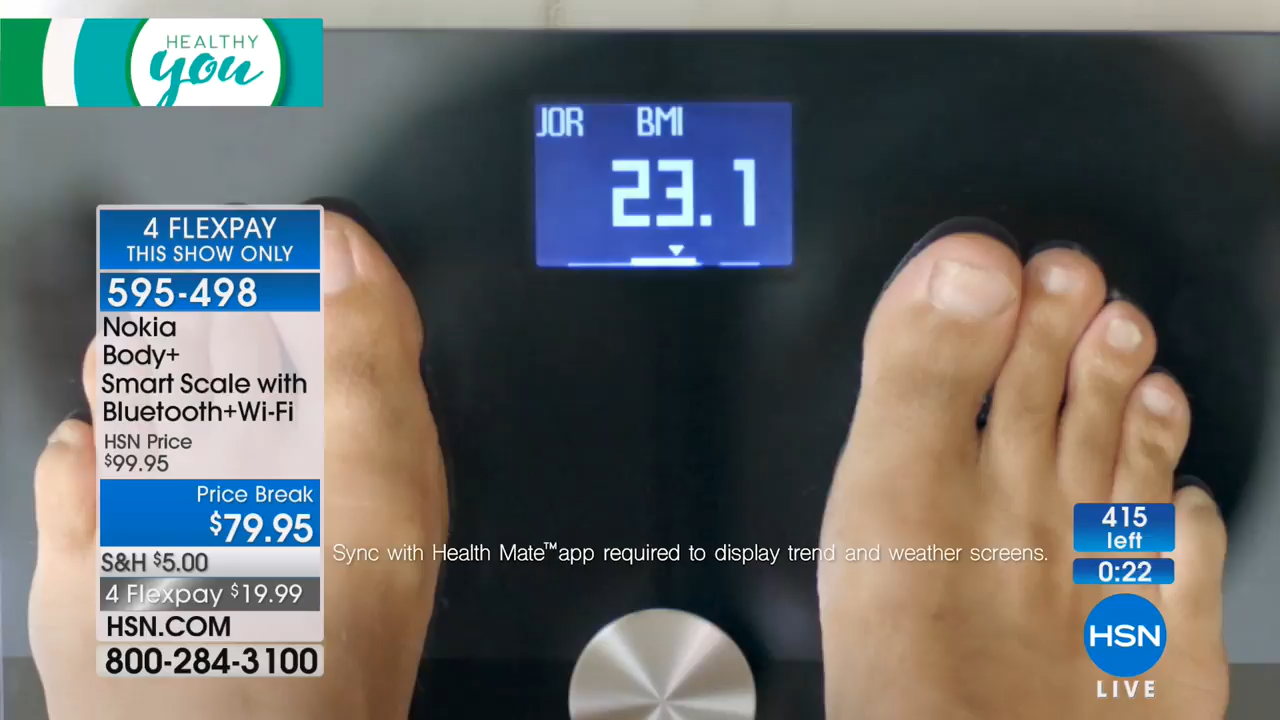 HEALTHY
you
JOR BMI
23.1
4 FLEXPAY
THIS SHOW ONLY
595-498
Nokia
Body+
Smart Scale with
Bluetooth+Wi-Fi
HSN Price
$99.95
Price Break
$79.95
S&H $5.00
4 Flexpay $19.99
HSN.COM
800-284-3100
Sync with Health Mate™ app required to display trend and weather screens.
415
left
0:22
HSN
LIVE